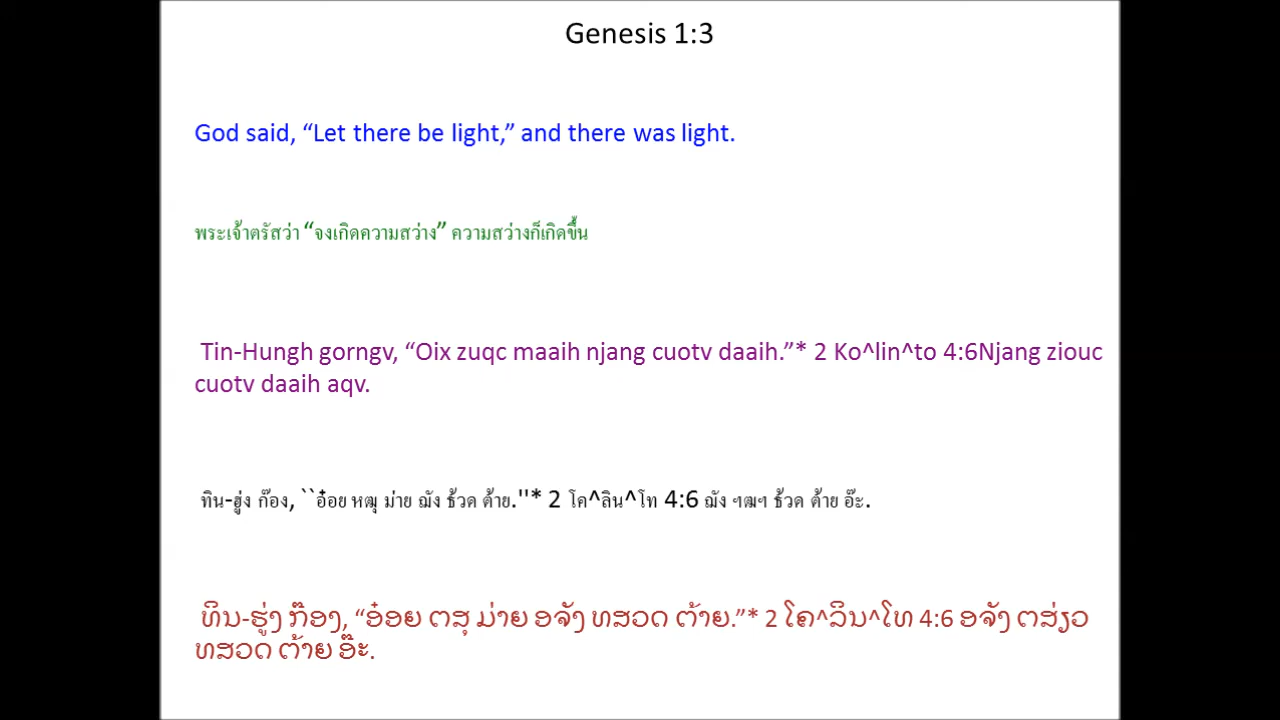 Genesis 1:3
God said, “Let there be light,” and there was light.
พระเจ้าตรัสว่า “จงเกิดความสว่าง” ความสว่างก็เกิดขึ้น
Tin-Hungh gorngv, “Oix zuqc maaih njang cuotv daaih.”* 2 Ko^lin^to 4:6Njang ziouc
cuotv daaih aqv.
ทิน-ฮู่ง ก๊อง, ``อ๋อย หฒุ ม่าย ฌัง ธ้วด ต้าย.''* 2 โค^ลิน^โท 4:6 ฌัง ฯฒฯ ธ้วด ต้าย อ๊ะ.
ທິນ-ຮູ່ງ ກ໊ອງ, “ອ໋ອຍ ຕສຸ ມ່າຍ ອຈັງ ທສວດ ຕ້າຍ.”* 2 ໂຄ^ລິນ^ໂທ 4:6 ອຈັງ ຕສ່ຽວ
ທສວດ ຕ້າຍ ອ໊ະ.